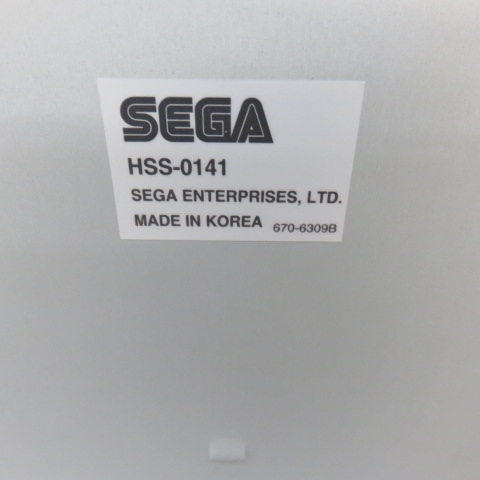 SEGA
HSS-0141
SEGA ENTERPRISES, LTD.
MADE IN KOREA 670-6309B